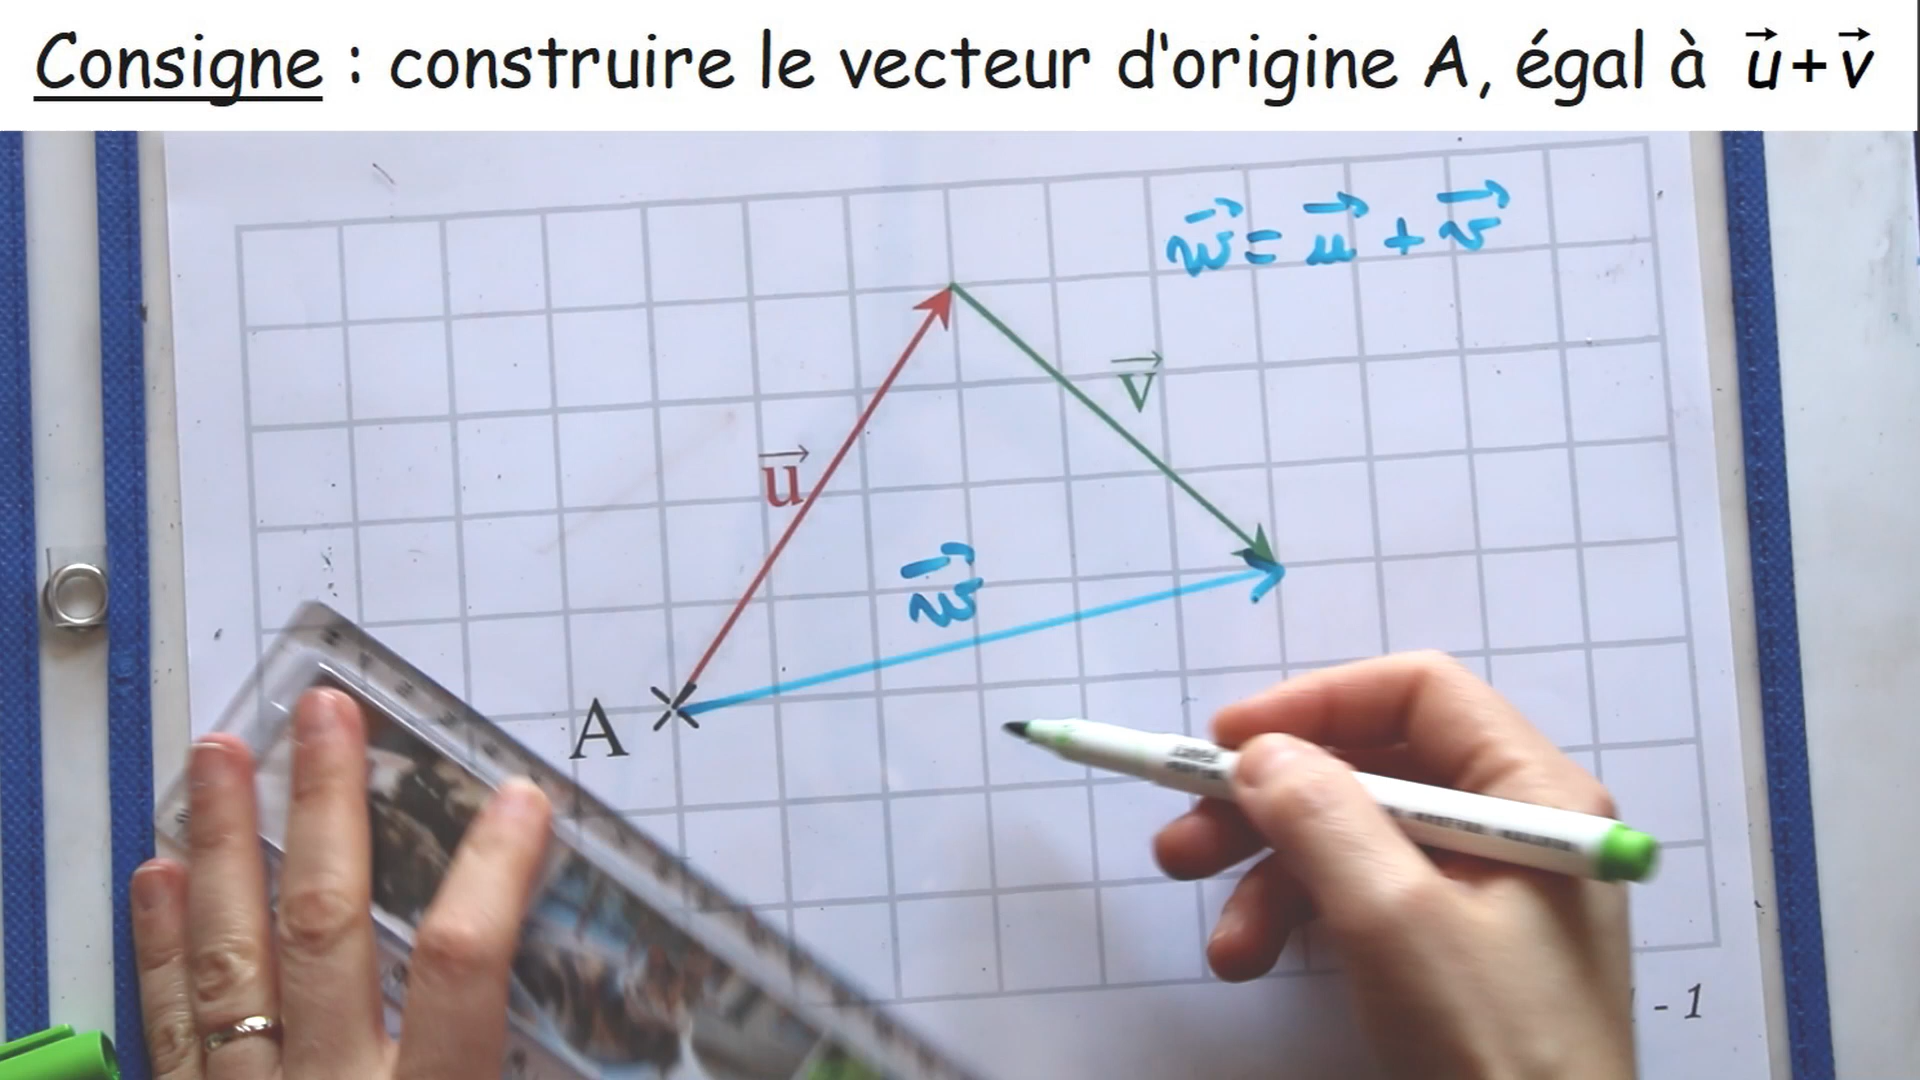 Consigne : construire le vecteur d'origine A, égal à u⃗+v⃗
w⃗ = u⃗ + v⃗
v⃗
u⃗
w⃗
A
- 1